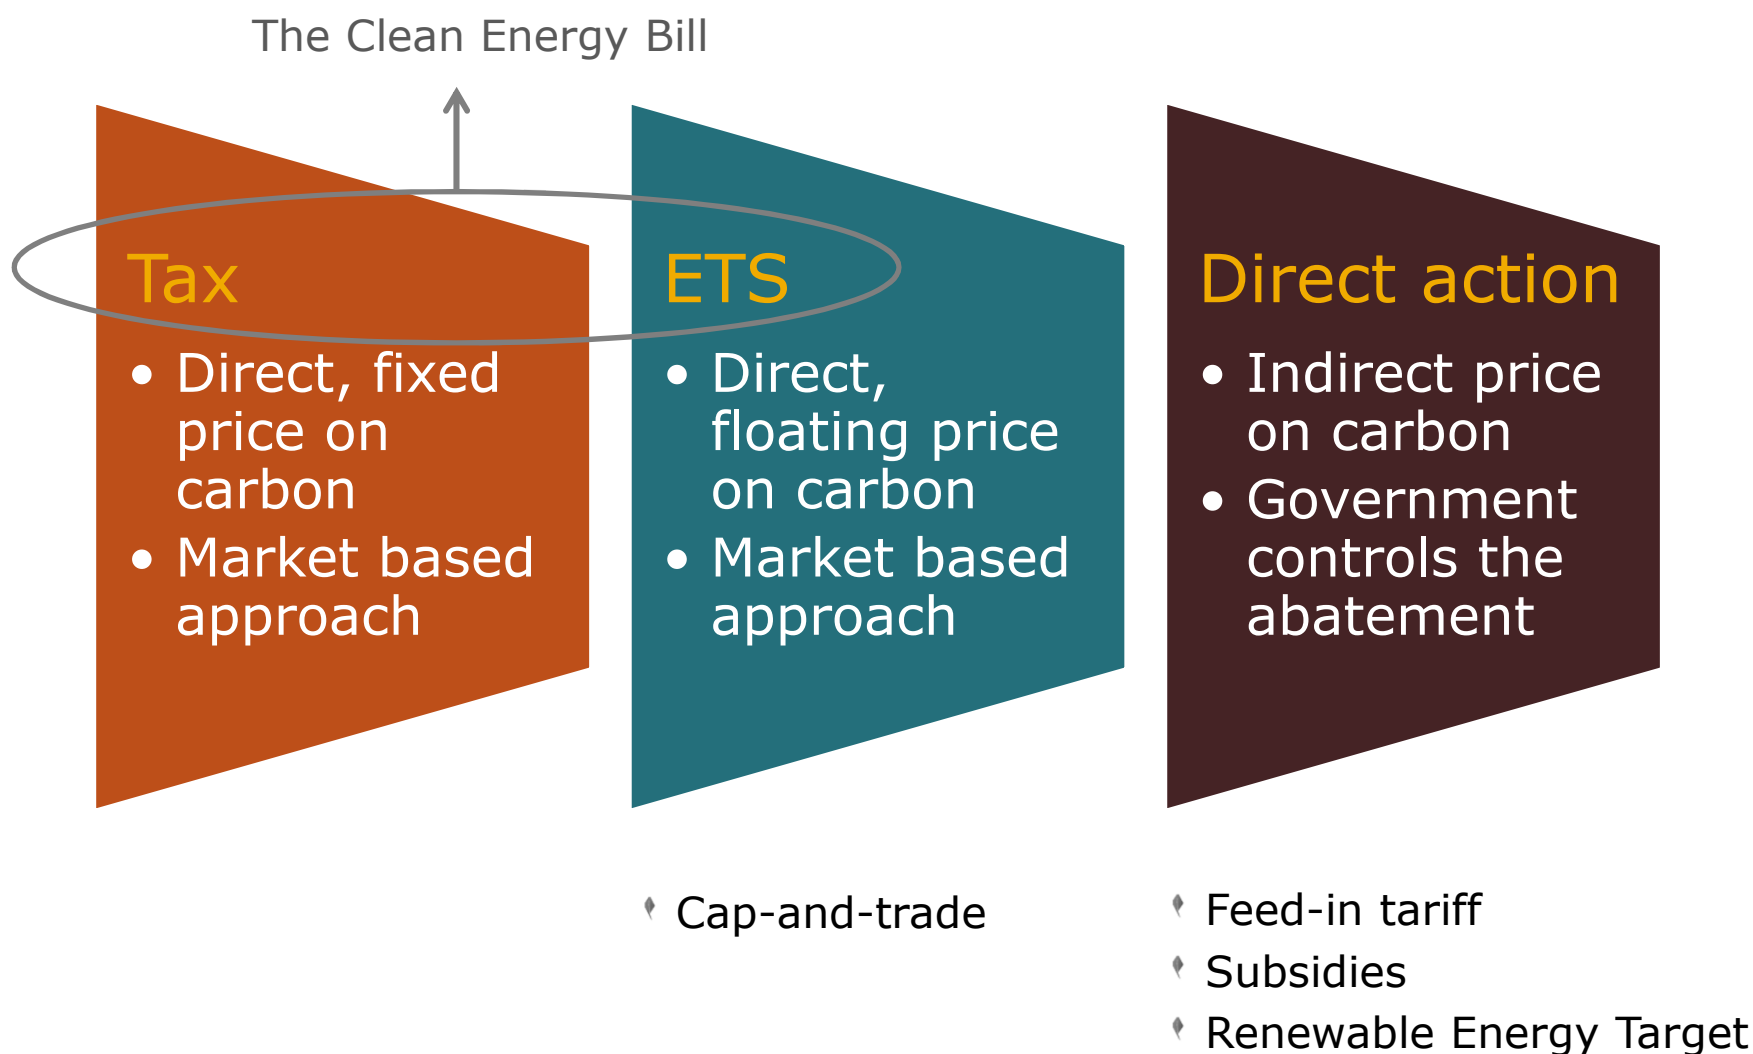 The Clean Energy Bill
Tax
• Direct, fixed
price on
carbon
• Market based
approach
ETS
• Direct,
floating price
on carbon
• Market based
approach
Direct action
• Indirect price
on carbon
• Government
controls the
abatement
Cap-and-trade
Feed-in tariff
Subsidies
Renewable Energy Target